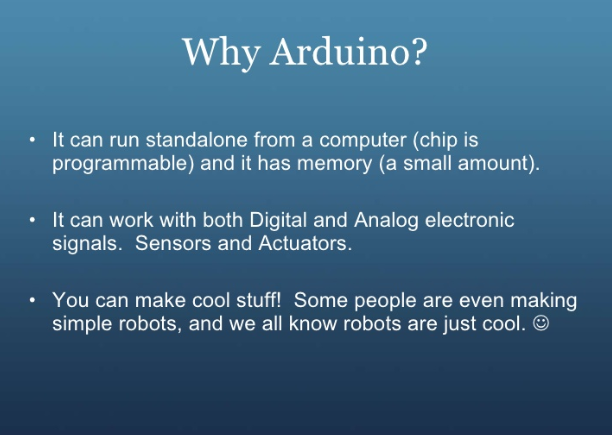 Why Arduino?
• It can run standalone from a computer (chip is
programmable) and it has memory (a small amount).
• It can work with both Digital and Analog electronic
signals.  Sensors and Actuators.
• You can make cool stuff!  Some people are even making
simple robots, and we all know robots are just cool. ☺